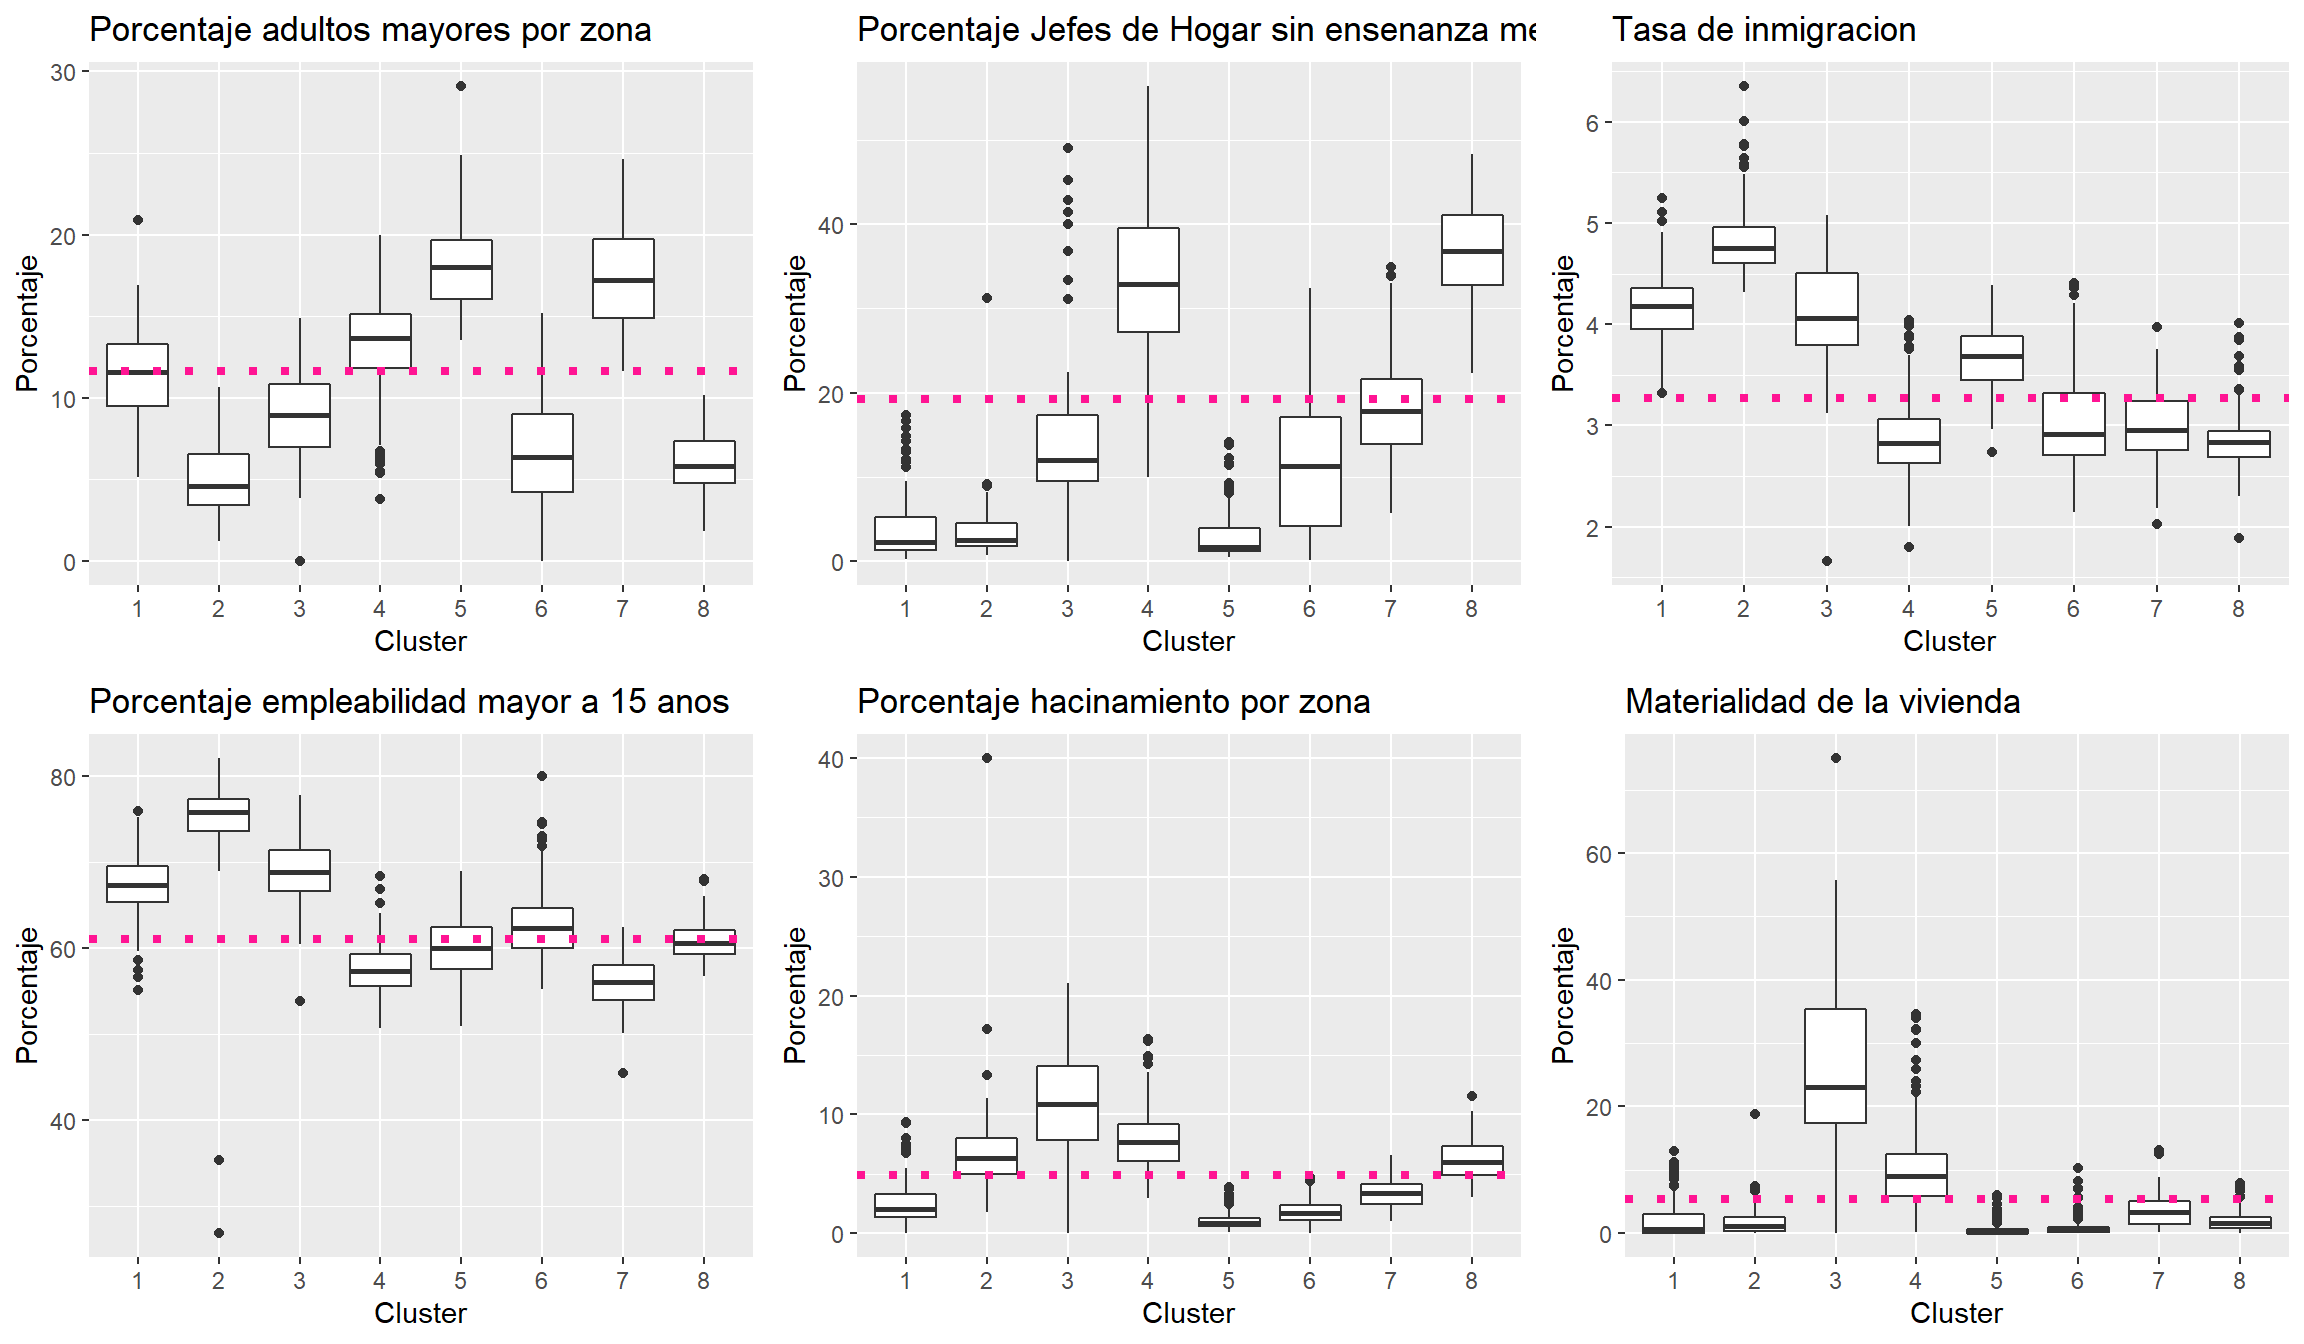 Porcentaje adultos mayores por zona
Porcentaje
30
20
10
0
1 2 3 4 5 6 7 8
Cluster
Porcentaje Jefes de Hogar sin ensenanza me
Porcentaje
40
20
0
1 2 3 4 5 6 7 8
Cluster
Tasa de inmigracion
Porcentaje
6
5
4
3
2
1 2 3 4 5 6 7 8
Cluster
Porcentaje empleabilidad mayor a 15 anos
Porcentaje
80
60
40
1 2 3 4 5 6 7 8
Cluster
Porcentaje hacinamiento por zona
Porcentaje
40
30
20
10
0
1 2 3 4 5 6 7 8
Cluster
Materialidad de la vivienda
Porcentaje
60
40
20
0
1 2 3 4 5 6 7 8
Cluster